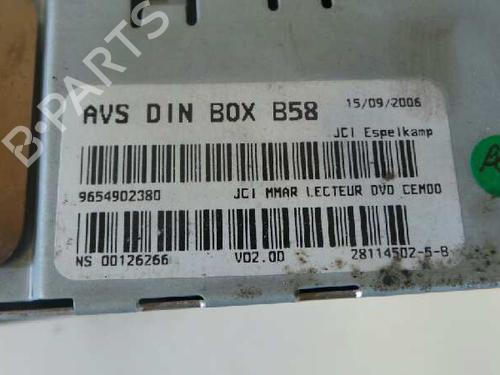 AVS DIN BOX B58
15/09/2006
JCI Espelkamp
9654902380
JCI MMAR LECTEUR DVD CEM00
NS 00126266
V02.00
28114502-5-B
B-PARTS